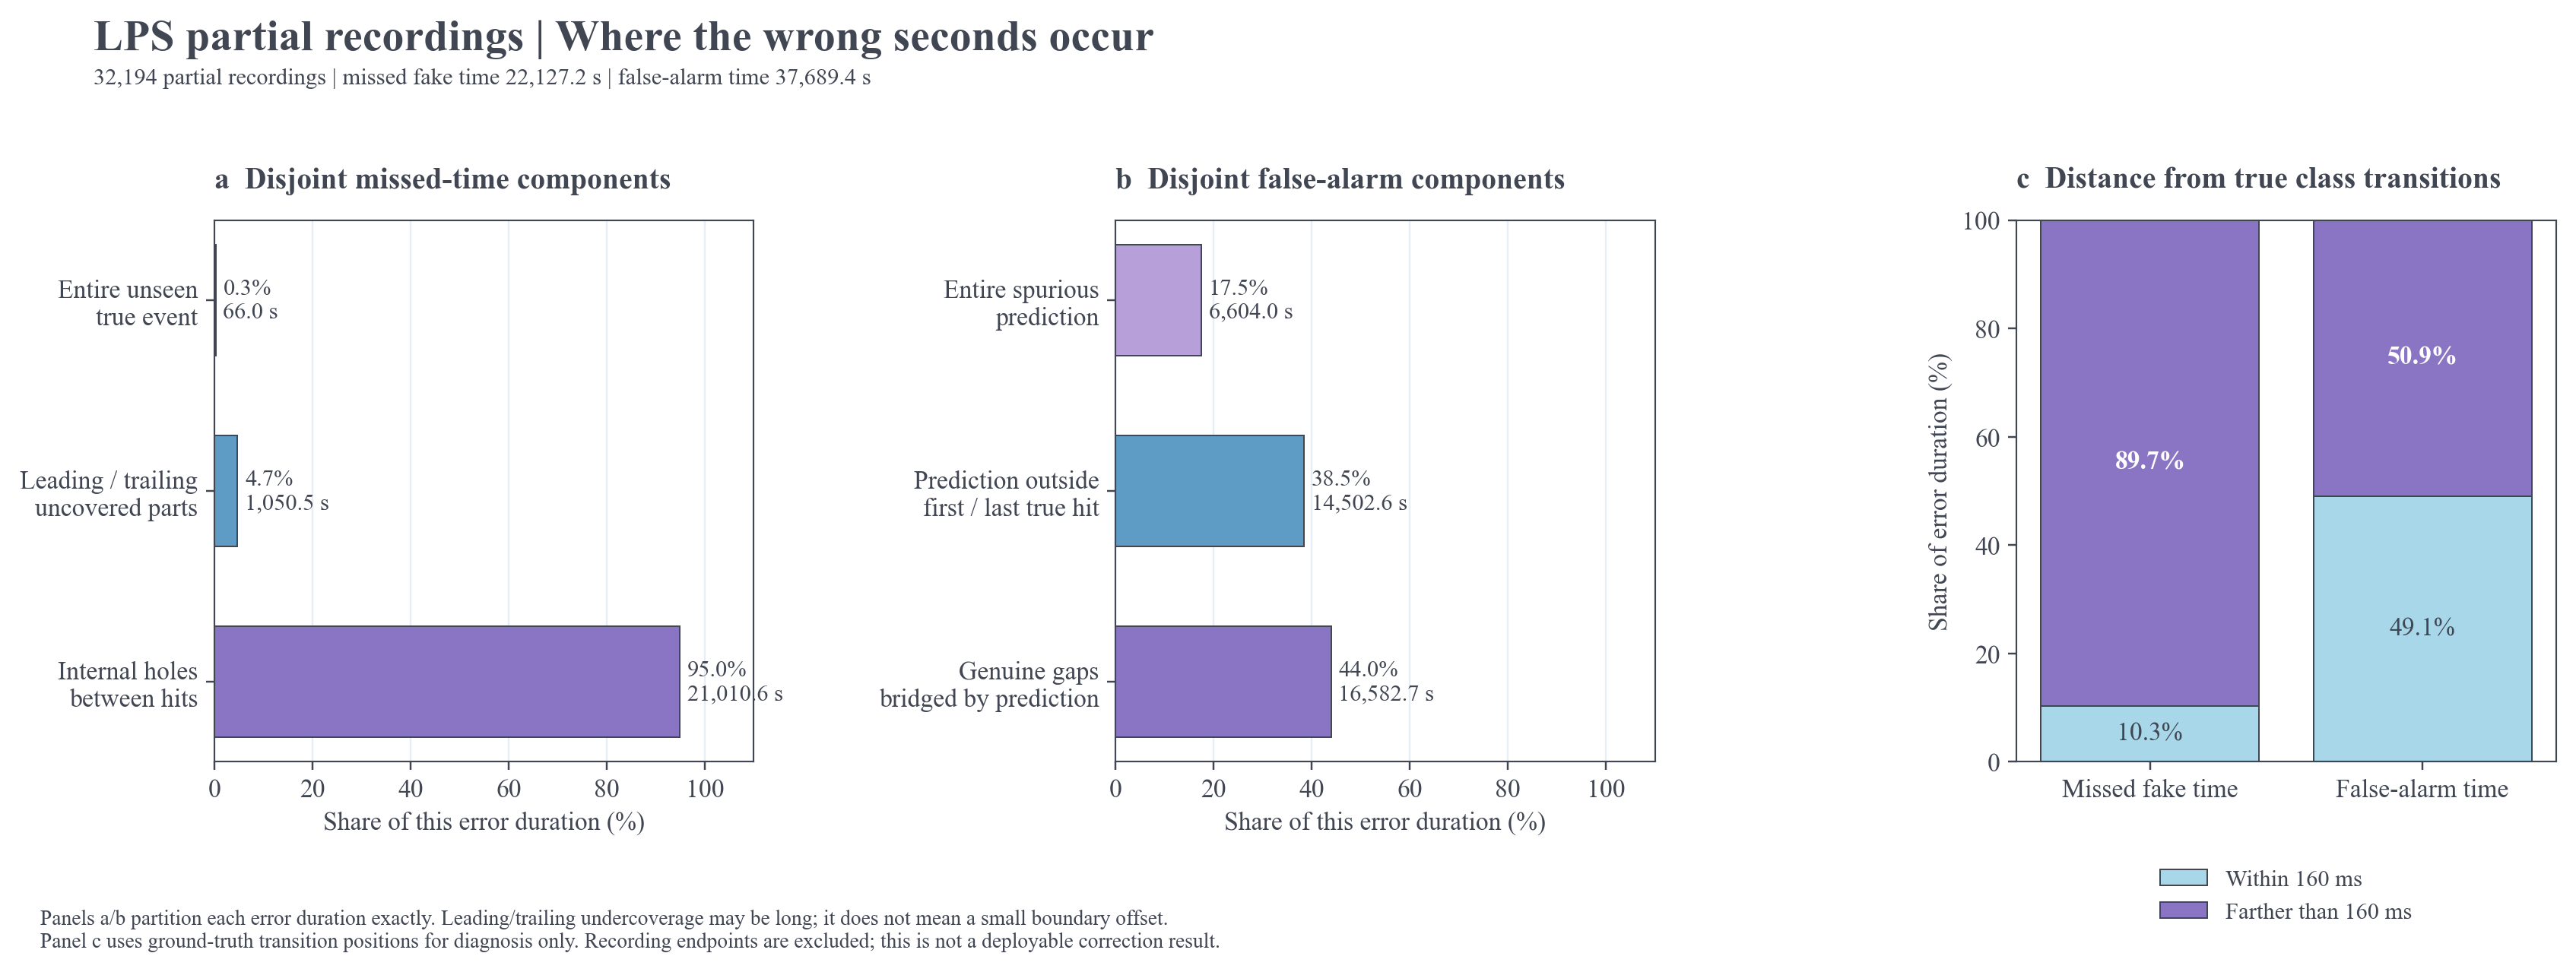 LPS partial recordings | Where the wrong seconds occur
32,194 partial recordings | missed fake time 22,127.2 s | false-alarm time 37,689.4 s
a Disjoint missed-time components
Entire unseen
true event
0.3%
66.0 s
Leading / trailing
uncovered parts
4.7%
1,050.5 s
Internal holes
between hits
95.0%
21,010.6 s
0 20 40 60 80 100
Share of this error duration (%)
b Disjoint false-alarm components
Entire spurious
prediction
17.5%
6,604.0 s
Prediction outside
first / last true hit
38.5%
14,502.6 s
Genuine gaps
bridged by prediction
44.0%
16,582.7 s
0 20 40 60 80 100
Share of this error duration (%)
c Distance from true class transitions
Share of error duration (%)
100
80
60
40
20
0
89.7%
10.3%
50.9%
49.1%
Missed fake time False-alarm time
Within 160 ms
Farther than 160 ms
Panels a/b partition each error duration exactly. Leading/trailing undercoverage may be long; it does not mean a small boundary offset.
Panel c uses ground-truth transition positions for diagnosis only. Recording endpoints are excluded; this is not a deployable correction result.